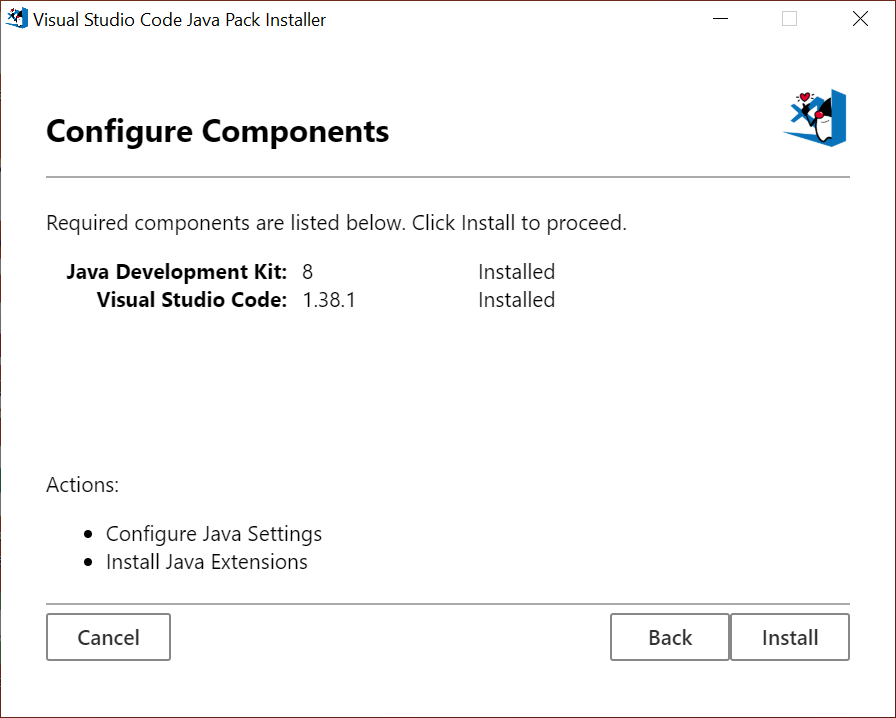 Visual Studio Code Java Pack Installer
Configure Components
Required components are listed below. Click Install to proceed.
Java Development Kit: 8 Installed
Visual Studio Code: 1.38.1 Installed
Actions:
Configure Java Settings
Install Java Extensions
Cancel Back Install